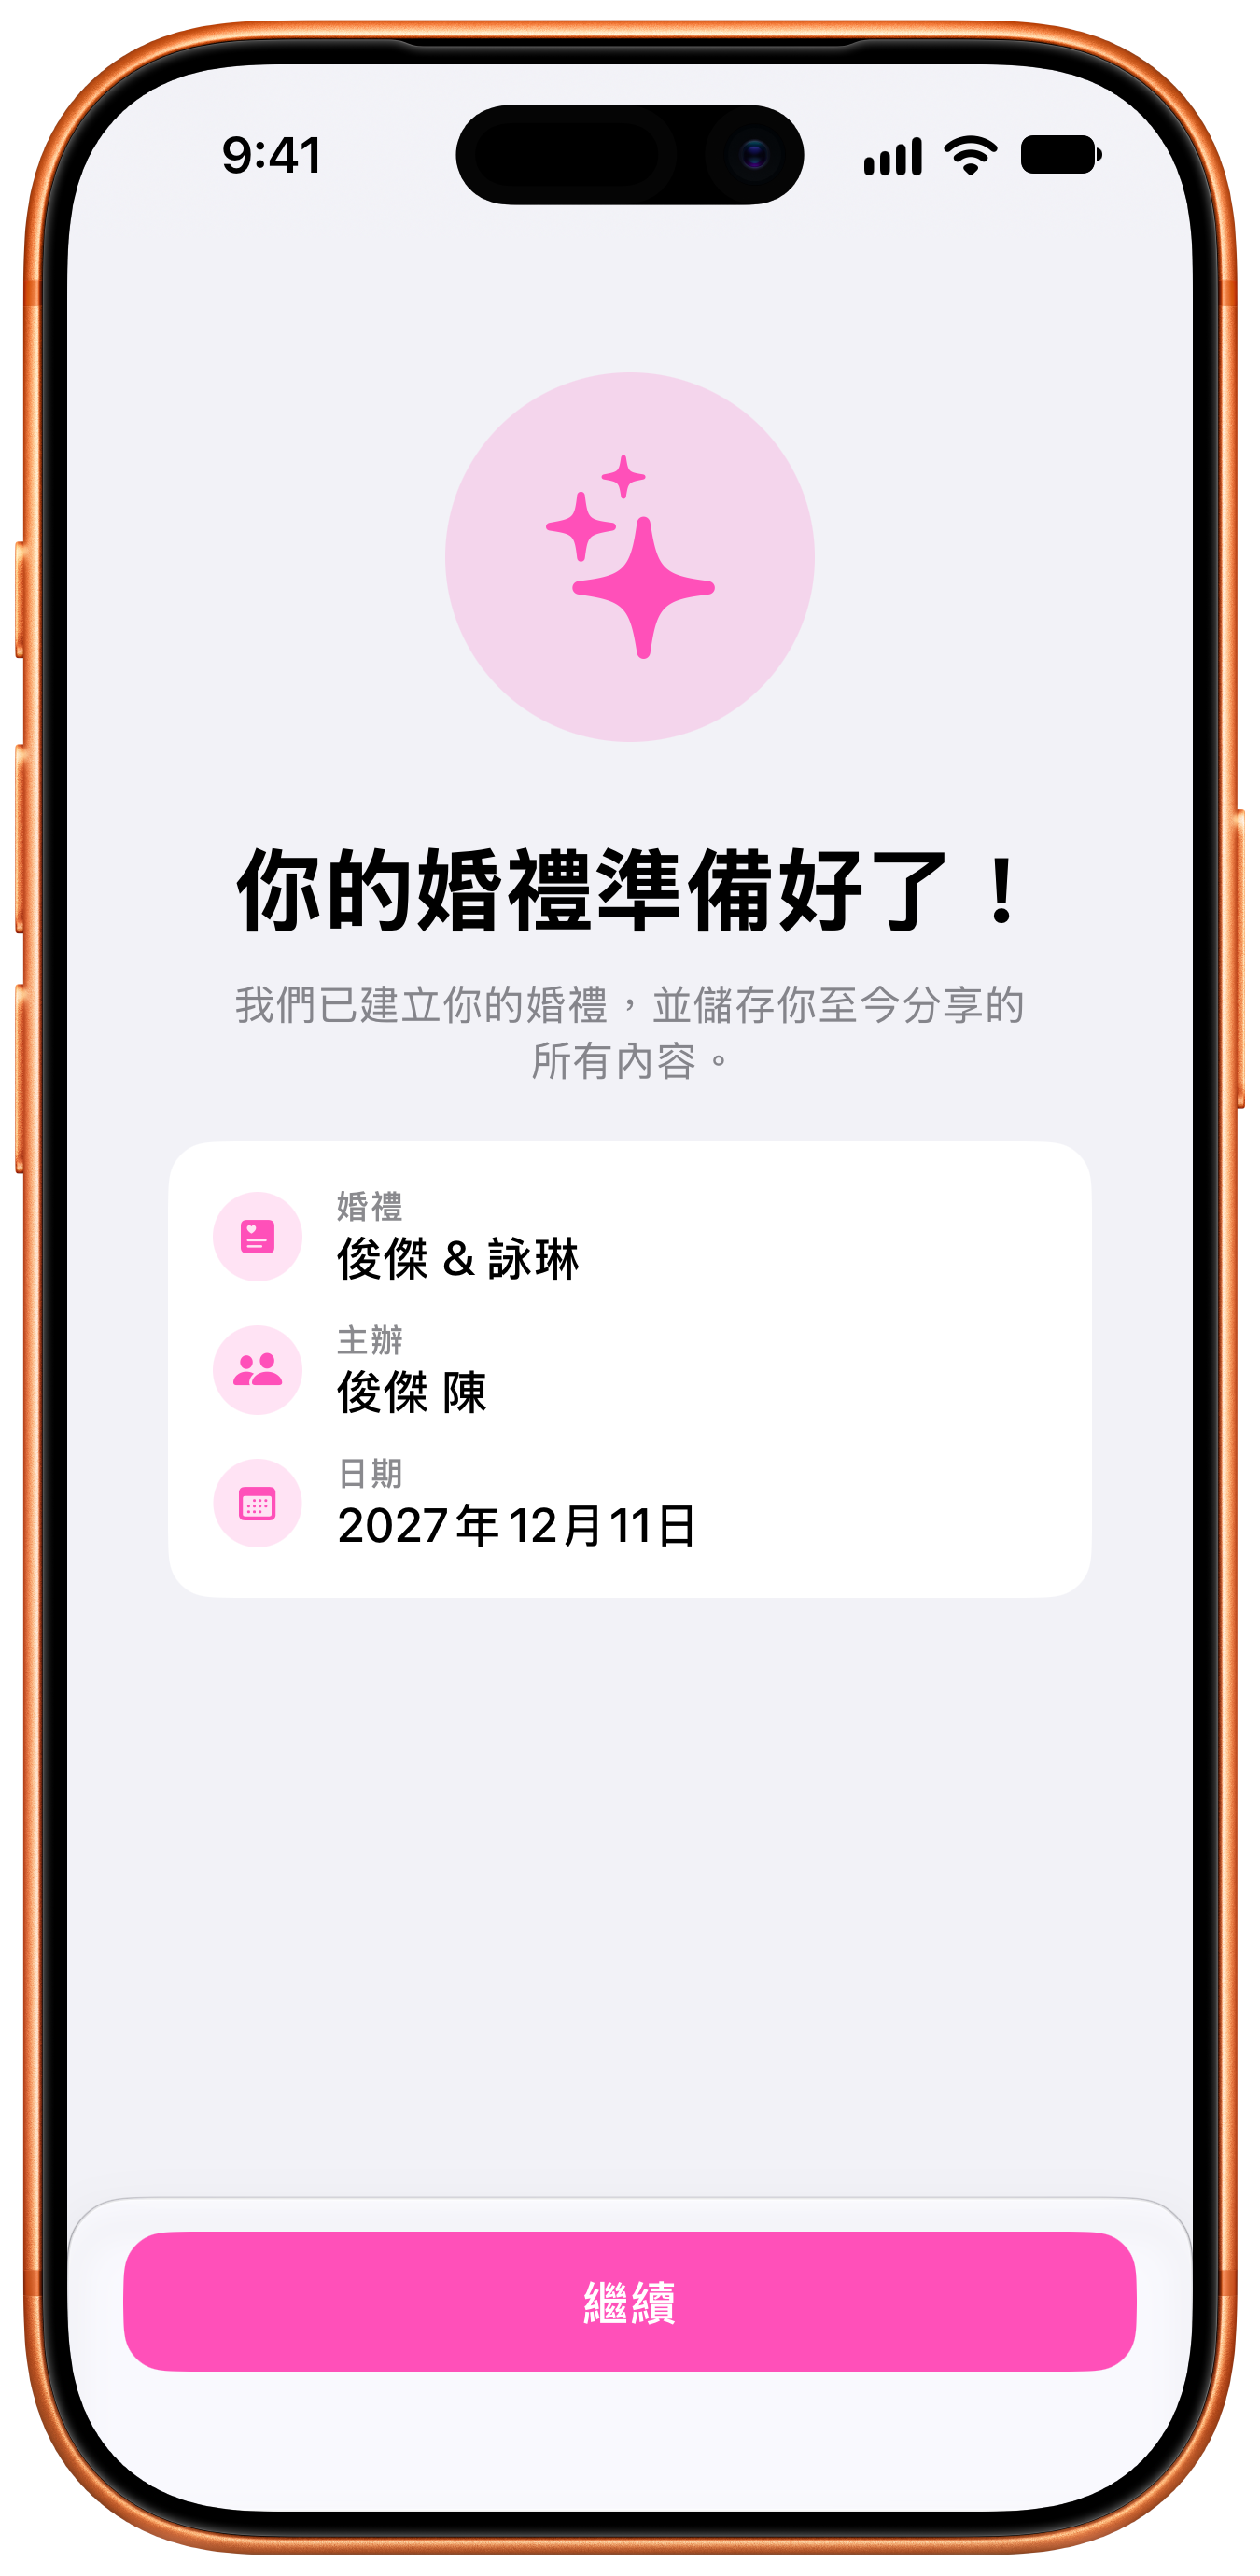 9:41
你的婚禮準備好了！
我們已建立你的婚禮，並儲存你至今分享的
所有內容。
婚禮
俊傑 & 詠琳
主辦
俊傑 陳
日期
2027年12月11日
繼續